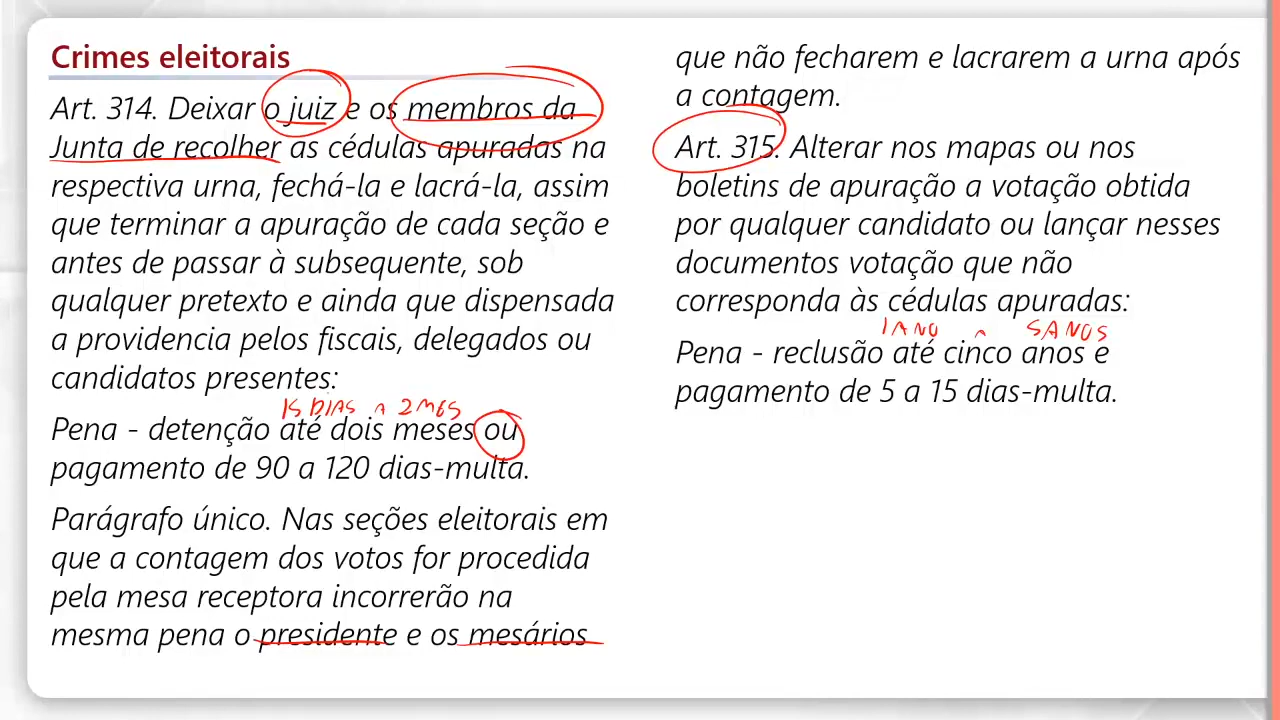 Crimes eleitorais
Art. 314. Deixar o juiz e os membros da
Junta de recolher as cédulas apuradas na
respectiva urna, fechá-la e lacrá-la, assim
que terminar a apuração de cada seção e
antes de passar à subsequente, sob
qualquer pretexto e ainda que dispensada
a providencia pelos fiscais, delegados ou
candidatos presentes:
15 DIAS A 2 MES
Pena - detenção até dois meses ou
pagamento de 90 a 120 dias-multa.
Parágrafo único. Nas seções eleitorais em
que a contagem dos votos for procedida
pela mesa receptora incorrerão na
mesma pena o presidente e os mesários
que não fecharem e lacrarem a urna após
a contagem.
Art. 315. Alterar nos mapas ou nos
boletins de apuração a votação obtida
por qualquer candidato ou lançar nesses
documentos votação que não
corresponda às cédulas apuradas:
1 ANO A 5 ANOS
Pena - reclusão até cinco anos e
pagamento de 5 a 15 dias-multa.